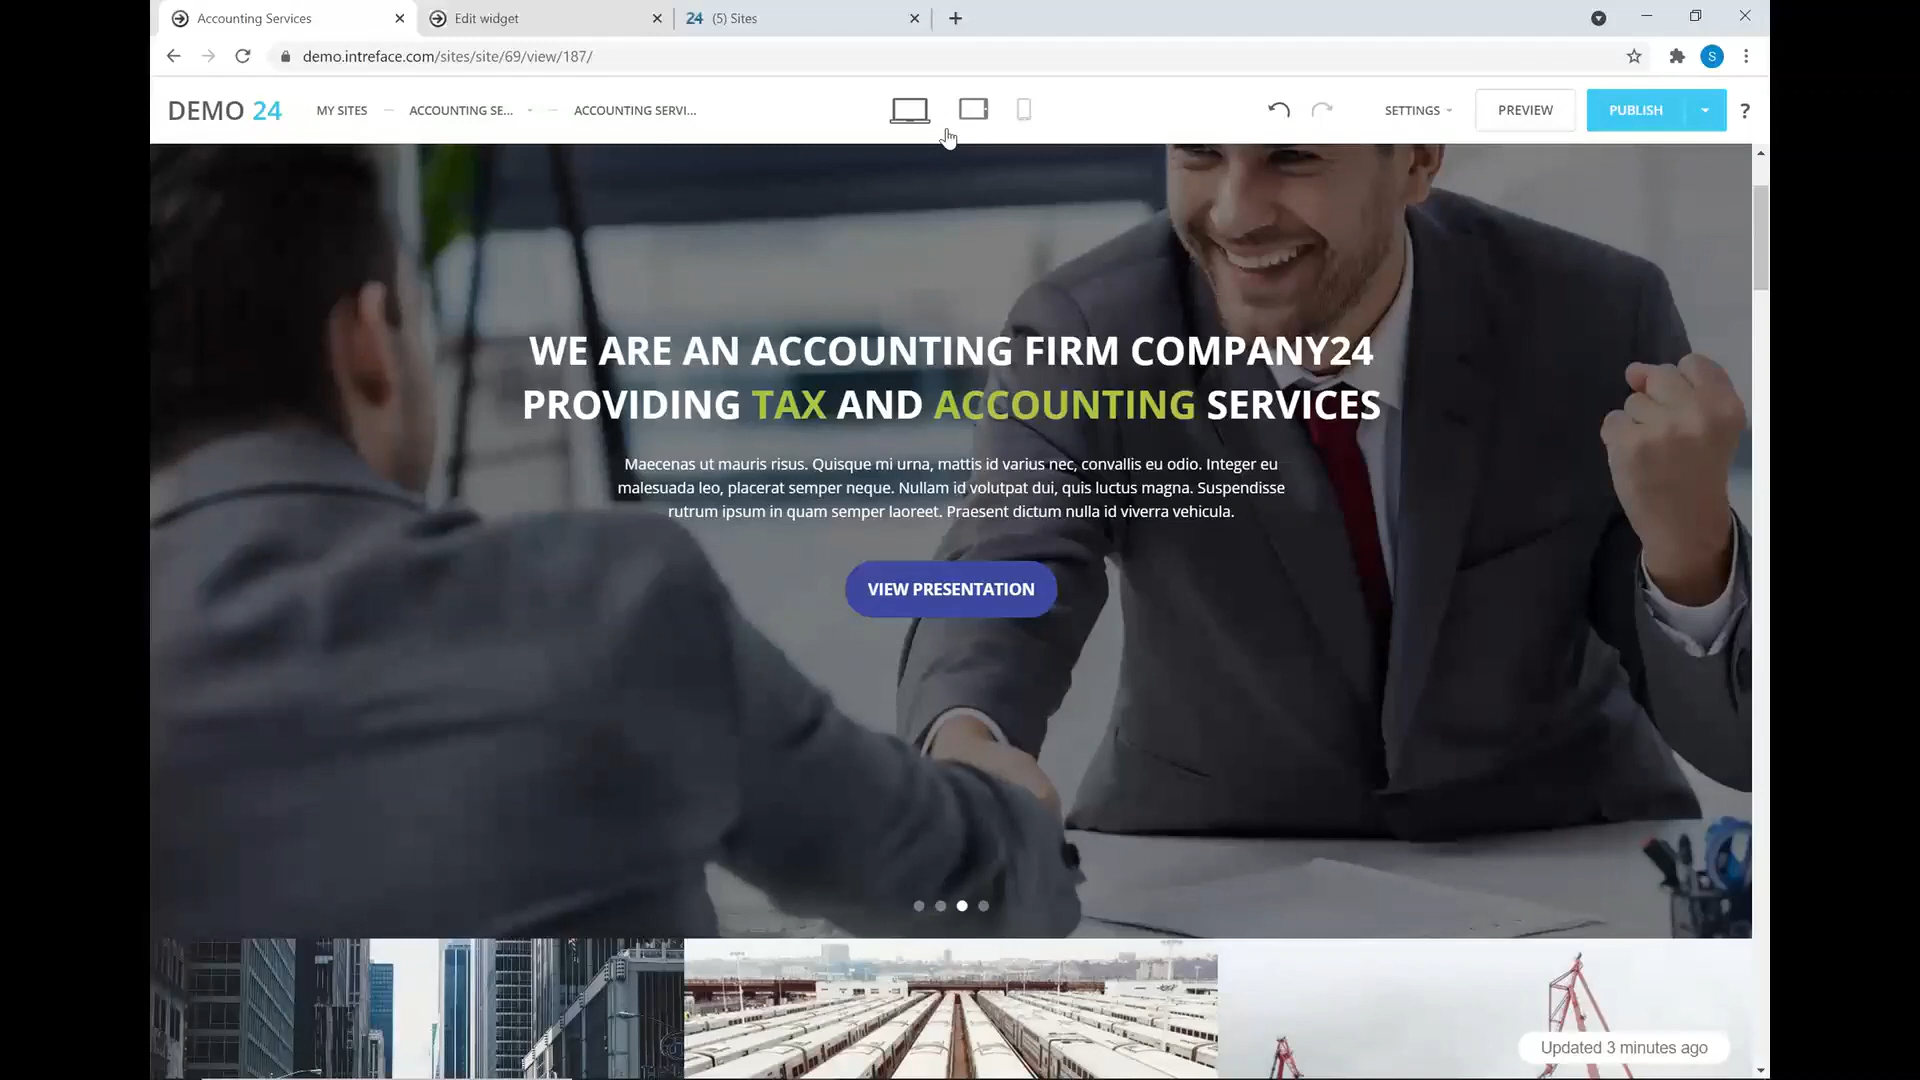 Accounting Services
Edit widget
24 (5) Sites
demo.intreface.com/sites/site/69/view/187/
S
DEMO 24
MY SITES
ACCOUNTING SE...
ACCOUNTING SERVI...
SETTINGS
PREVIEW
PUBLISH
?
WE ARE AN ACCOUNTING FIRM COMPANY24
PROVIDING TAX AND ACCOUNTING SERVICES
Maecenas ut mauris risus. Quisque mi urna, mattis id varius nec, convallis eu odio. Integer eu
malesuada leo, placerat semper neque. Nullam id volutpat dui, quis luctus magna. Suspendisse
rutrum ipsum in quam semper laoreet. Praesent dictum nulla id viverra vehicula.
VIEW PRESENTATION
Updated 3 minutes ago